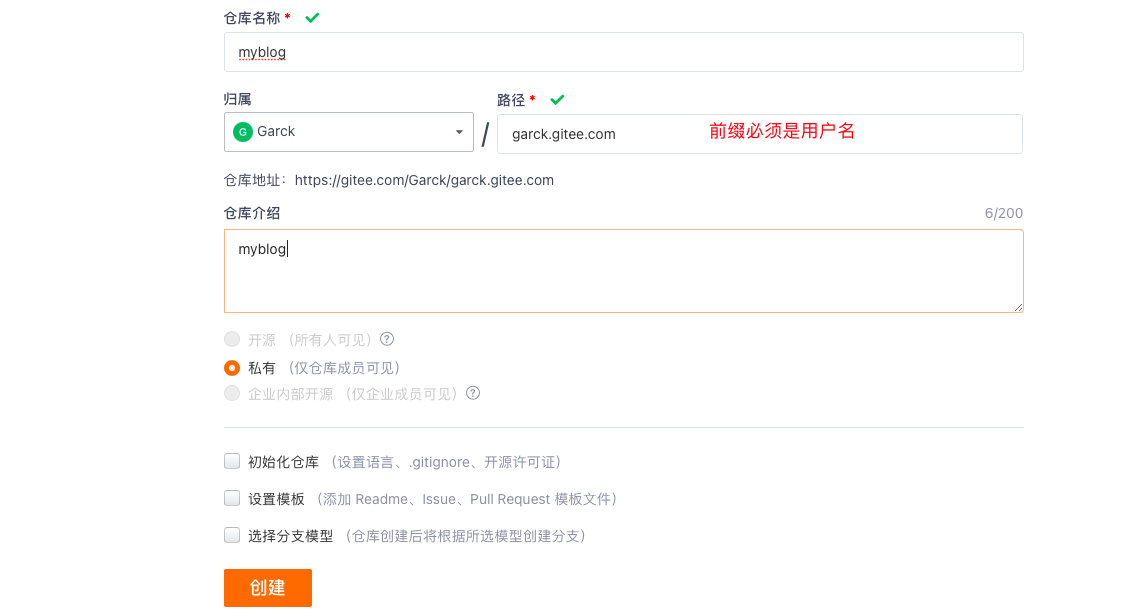 仓库名称 *
myblog
归属
路径 *
G Garck
/
garck.gitee.com
前缀必须是用户名
仓库地址：https://gitee.com/Garck/garck.gitee.com
仓库介绍
6/200
myblog
开源 （所有人可见） ?
私有 （仅仓库成员可见）
企业内部开源 （仅企业成员可见） ?
初始化仓库 （设置语言、.gitignore、开源许可证）
设置模板 （添加 Readme、Issue、Pull Request 模板文件）
选择分支模型 （仓库创建后将根据所选模型创建分支）
创建